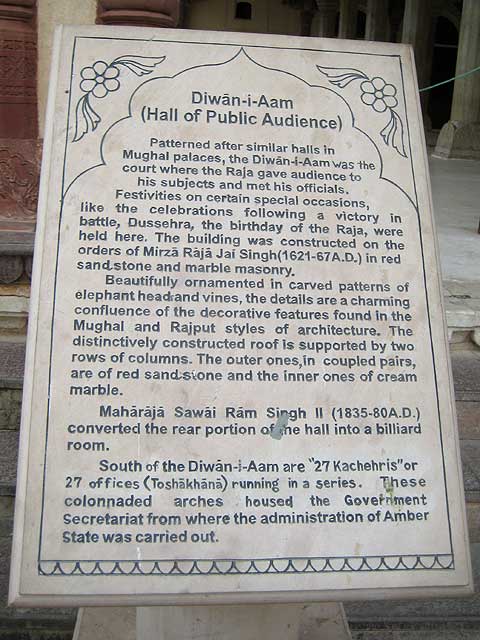 Diwān-i-Aam
(Hall of Public Audience)
Patterned after similar halls in
Mughal palaces, the Diwān-i-Aam was the
court where the Raja gave audience to
his subjects and met his officials.
Festivities on certain special occasions,
like the celebrations following a victory in
battle, Dussehra, the birthday of the Raja, were
held here. The building was constructed on the
orders of Mirzā Rājā Jai Singh(1621-67A.D.) in red
sand stone and marble masonry.
Beautifully ornamented in carved patterns of
elephant head and vines, the details are a charming
confluence of the decorative features found in the
Mughal and Rajput styles of architecture. The
distinctively constructed roof is supported by two
rows of columns. The outer ones,in coupled pairs,
are of red sand stone and the inner ones of cream
marble.
Mahārājā Sawāi Rām Singh II (1835-80A.D.)
converted the rear portion of the hall into a billiard
room.
South of the Diwān-i-Aam are "27 Kachehris"or
27 offices (Toshākhānā) running in a series. These
colonnaded arches housed the Government
Secretariat from where the administration of Amber
State was carried out.